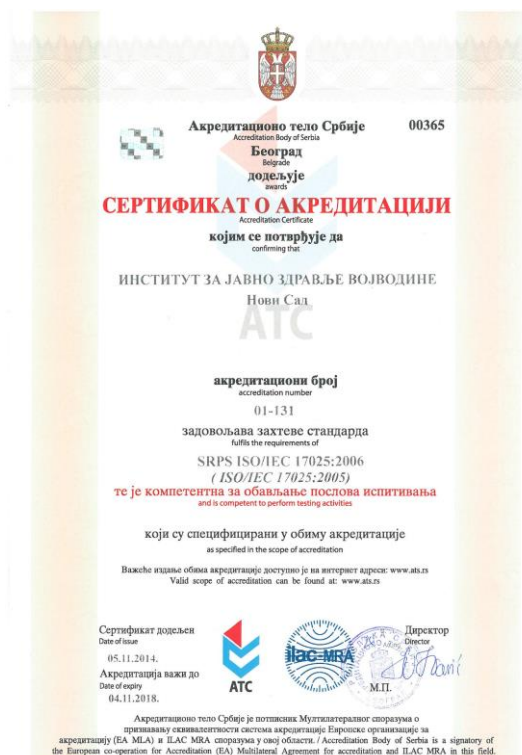 Акредитационо тело Србије
00365
Accreditation Body of Serbia
Београд
Belgrade
додељује
awards
СЕРТИФИКАТ О АКРЕДИТАЦИЈИ
Accreditation Certificate
којим се потврђује да
confirming that
ИНСТИТУТ ЗА ЈАВНО ЗДРАВЉЕ ВОЈВОДИНЕ
Нови Сад
АТС
акредитациони број
accreditation number
01-131
задовољава захтеве стандарда
fulfils the requirements of
SRPS ISO/IEC 17025:2006
( ISO/IEC 17025:2005)
те је компетентна за обављање послова испитивања
and is competent to perform testing activities
који су специфицирани у обиму акредитације
as specified in the scope of accreditation
Важеће издање обима акредитације доступно је на интернет адреси: www.ats.rs
Valid scope of accreditation can be found at: www.ats.rs
Сертификат додељен
Date of issue
05.11.2014.
Акредитација важи до
Date of expiry
04.11.2018.
АТС
ilac-MRA
Директор
Director
М.П.
Акредитационо тело Србије је потписник Мултилатералног споразума о
признавању еквивалентности система акредитације Европске организације за
акредитацију (EA MLA) и ILAC MRA споразума у овој области. / Accreditation Body of Serbia is a signatory of
the European co-operation for Accreditation (EA) Multilateral Agreement for accreditation and ILAC MRA in this field.